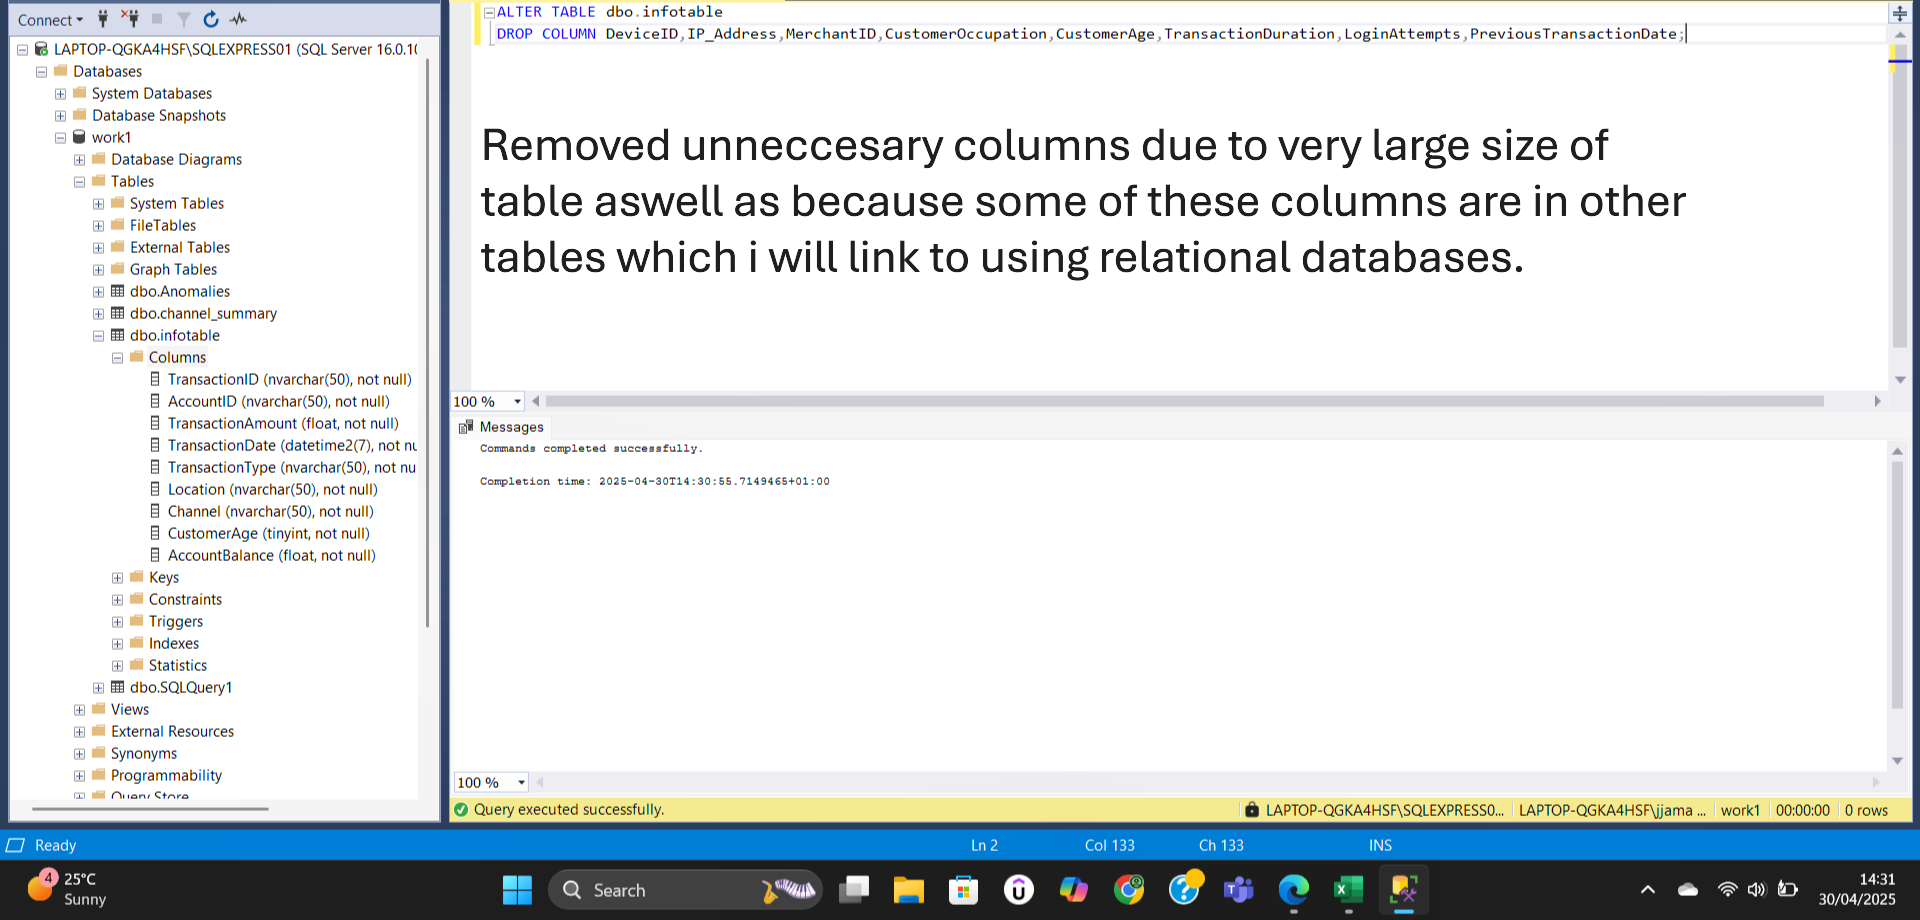 Connect
LAPTOP-QGKA4HSF\SQLEXPRESS01 (SQL Server 16.0.10
Databases
System Databases
Database Snapshots
work1
Database Diagrams
Tables
System Tables
FileTables
External Tables
Graph Tables
dbo.Anomalies
dbo.channel_summary
dbo.infotable
Columns
TransactionID (nvarchar(50), not null)
AccountID (nvarchar(50), not null)
TransactionAmount (float, not null)
TransactionDate (datetime2(7), not nu
TransactionType (nvarchar(50), not nu
Location (nvarchar(50), not null)
Channel (nvarchar(50), not null)
CustomerAge (tinyint, not null)
AccountBalance (float, not null)
Keys
Constraints
Triggers
Indexes
Statistics
dbo.SQLQuery1
Views
External Resources
Synonyms
Programmability
Query Store
ALTER TABLE dbo.infotable
DROP COLUMN DeviceID,IP_Address,MerchantID,CustomerOccupation,CustomerAge,TransactionDuration,LoginAttempts,PreviousTransactionDate;
Removed unneccesary columns due to very large size of
table aswell as because some of these columns are in other
tables which i will link to using relational databases.
100 %
Messages
Commands completed successfully.
Completion time: 2025-04-30T14:30:55.7149465+01:00
100 %
Query executed successfully.
LAPTOP-QGKA4HSF\SQLEXPRESS0... LAPTOP-QGKA4HSF\jjama ... work1 00:00:00 0 rows
Ready Ln 2 Col 133 Ch 133 INS
4 25°C
Sunny
Search
14:31
30/04/2025